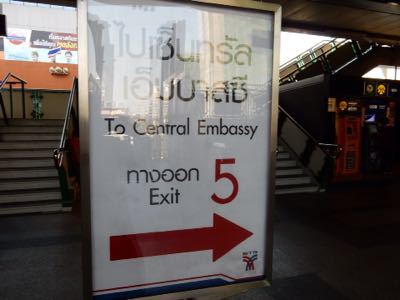 ไปเซ็นทรัล
เอ็มบาสซี
To Central Embassy
ทางออก
Exit
5
BTS